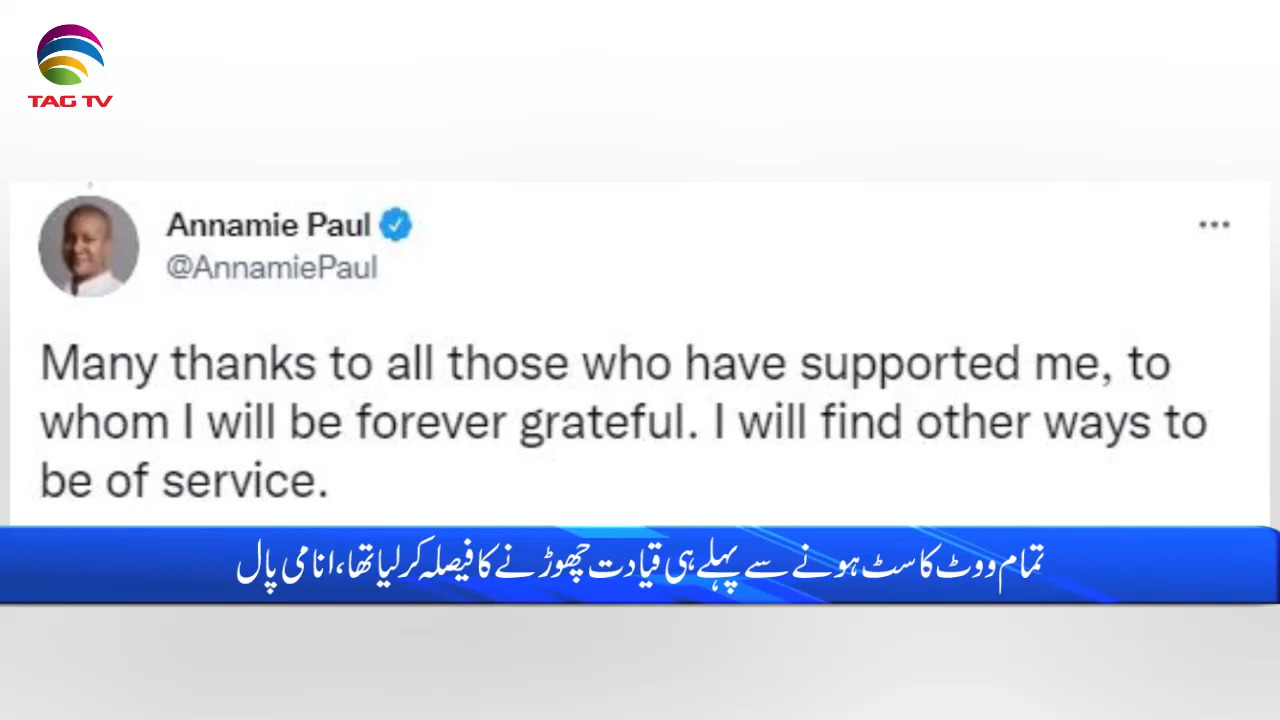 TAG TV
Annamie Paul
@AnnamiePaul
Many thanks to all those who have supported me, to
whom I will be forever grateful. I will find other ways to
be of service.
تمام ووٹ کاسٹ ہونے سے پہلے ہی قیادت چھوڑنے کا فیصلہ کرلیا تھا، انامی پال